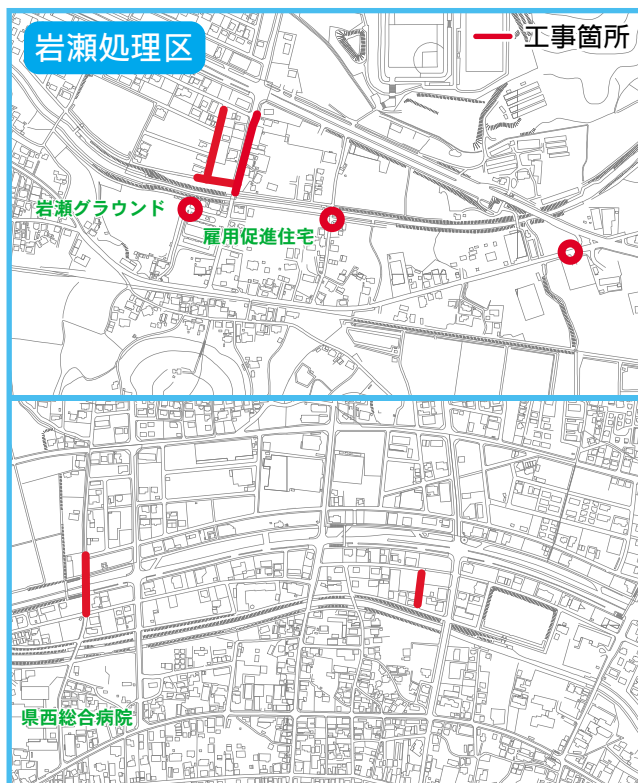 岩瀬処理区
工事箇所
岩瀬グラウンド
雇用促進住宅
県西総合病院